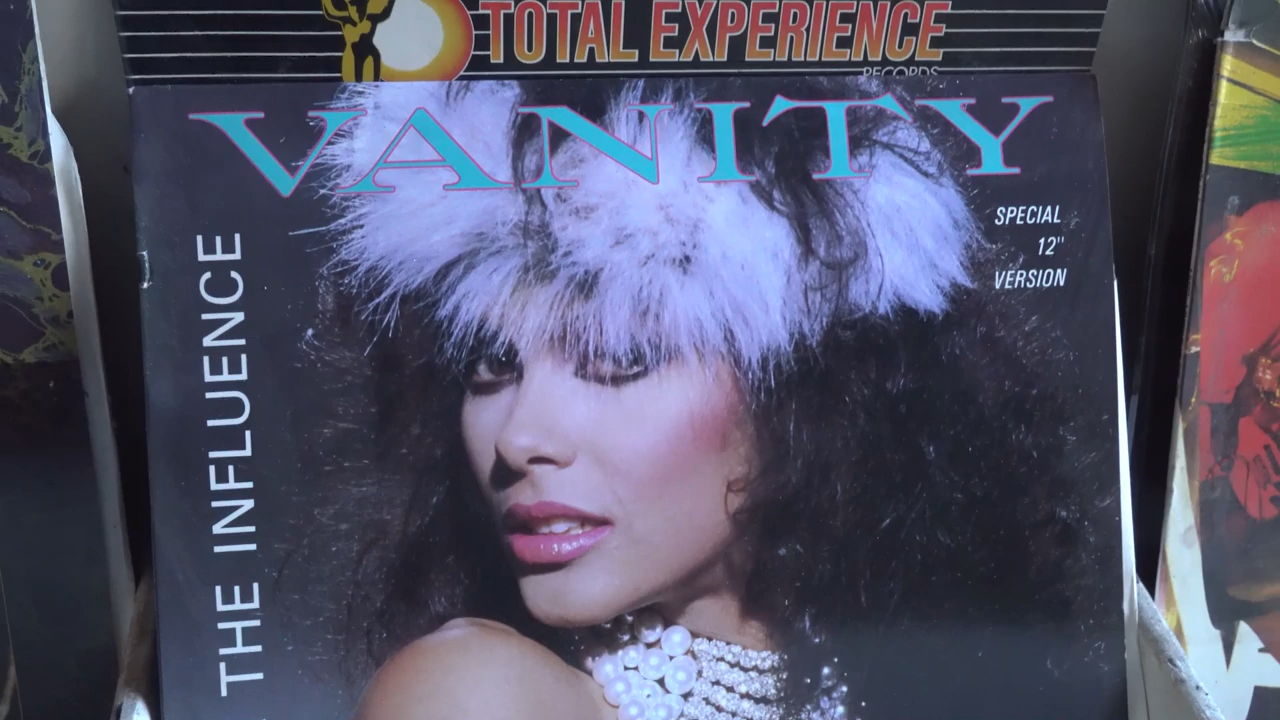 TOTAL EXPERIENCE
RECORDS
VANITY
SPECIAL
12"
VERSION
THE INFLUENCE